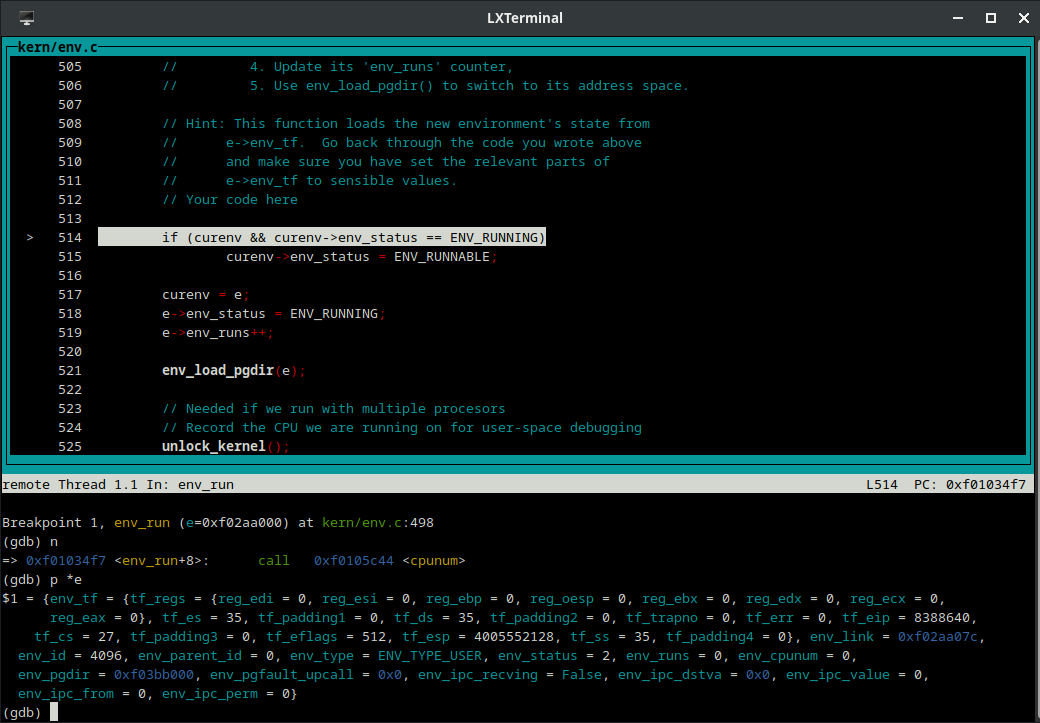 LXTerminal
kern/env.c
505 // 4. Update its 'env_runs' counter,
506 // 5. Use env_load_pgdir() to switch to its address space.
507
508 // Hint: This function loads the new environment's state from
509 // e->env_tf. Go back through the code you wrote above
510 // and make sure you have set the relevant parts of
511 // e->env_tf to sensible values.
512 // Your code here
513
> 514 if (curenv && curenv->env_status == ENV_RUNNING)
515 curenv->env_status = ENV_RUNNABLE;
516
517 curenv = e;
518 e->env_status = ENV_RUNNING;
519 e->env_runs++;
520
521 env_load_pgdir(e);
522
523 // Needed if we run with multiple procesors
524 // Record the CPU we are running on for user-space debugging
525 unlock_kernel();
remote Thread 1.1 In: env_run L514 PC: 0xf01034f7
Breakpoint 1, env_run (e=0xf02aa000) at kern/env.c:498
(gdb) n
=> 0xf01034f7 <env_run+8>: call 0xf0105c44 <cpunum>
(gdb) p *e
$1 = {env_tf = {tf_regs = {reg_edi = 0, reg_esi = 0, reg_ebp = 0, reg_oesp = 0, reg_ebx = 0, reg_edx = 0, reg_ecx = 0,
reg_eax = 0}, tf_es = 35, tf_padding1 = 0, tf_ds = 35, tf_padding2 = 0, tf_trapno = 0, tf_err = 0, tf_eip = 8388640,
tf_cs = 27, tf_padding3 = 0, tf_eflags = 512, tf_esp = 4005552128, tf_ss = 35, tf_padding4 = 0}, env_link = 0xf02aa07c,
env_id = 4096, env_parent_id = 0, env_type = ENV_TYPE_USER, env_status = 2, env_runs = 0, env_cpunum = 0,
env_pgdir = 0xf03bb000, env_pgfault_upcall = 0x0, env_ipc_recving = False, env_ipc_dstva = 0x0, env_ipc_value = 0,
env_ipc_from = 0, env_ipc_perm = 0}
(gdb)